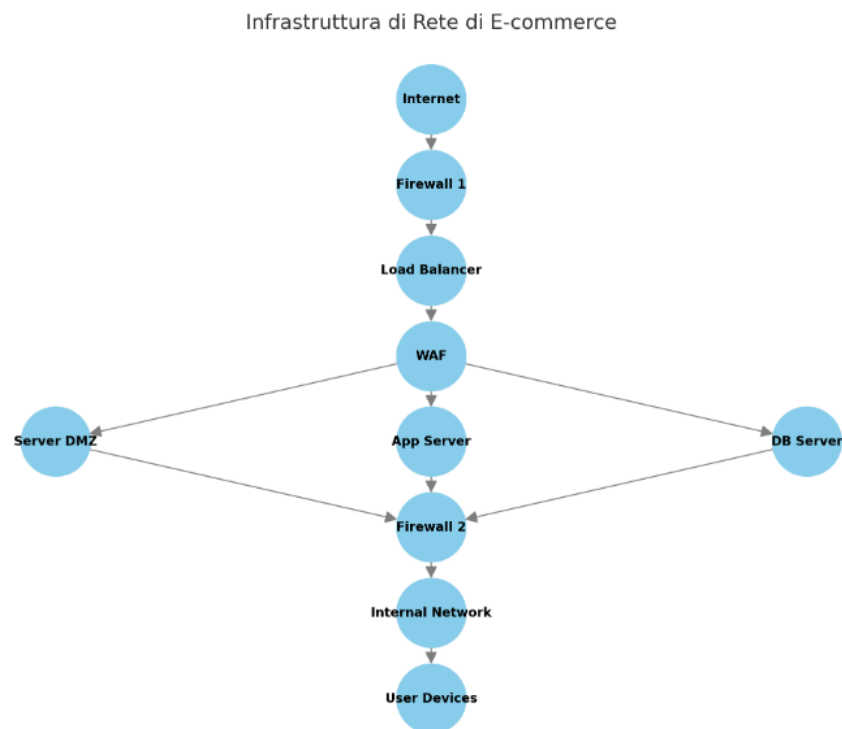 Infrastruttura di Rete di E-commerce
Internet
Firewall 1
Load Balancer
WAF
Server DMZ
App Server
DB Server
Firewall 2
Internal Network
User Devices